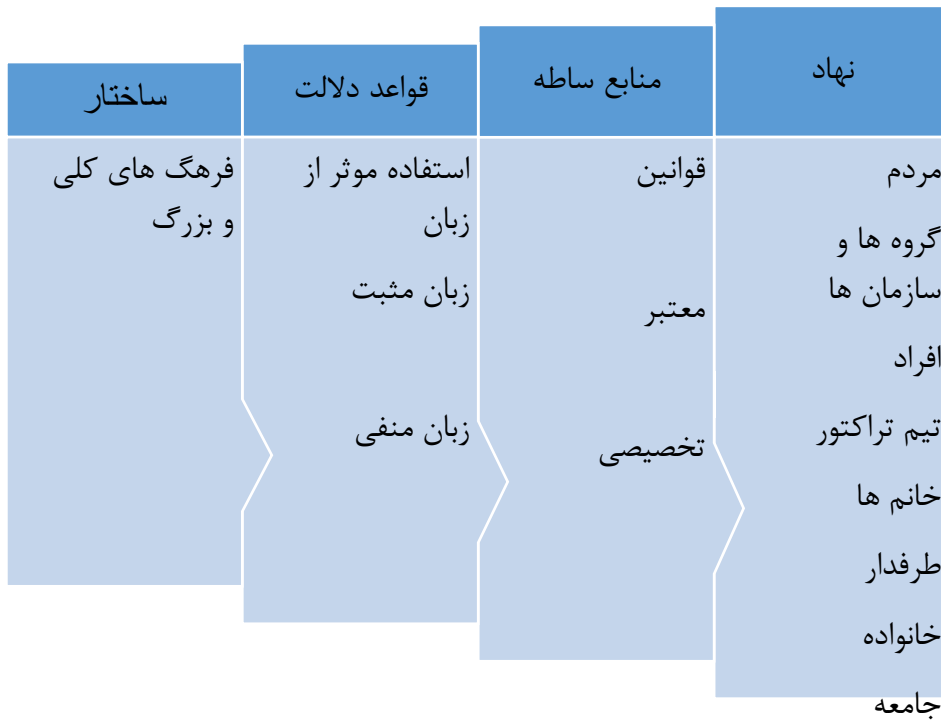 نهاد
مردم
گروه ها و
سازمان ها
افراد
تیم تراکتور
خانم ها
طرفدار
خانواده
جامعه
منابع ساطه
قوانین
معتبر
تخصیصی
قواعد دلالت
استفاده موثر از
زبان
زبان مثبت
زبان منفی
ساختار
فرهگ های کلی
و بزرگ